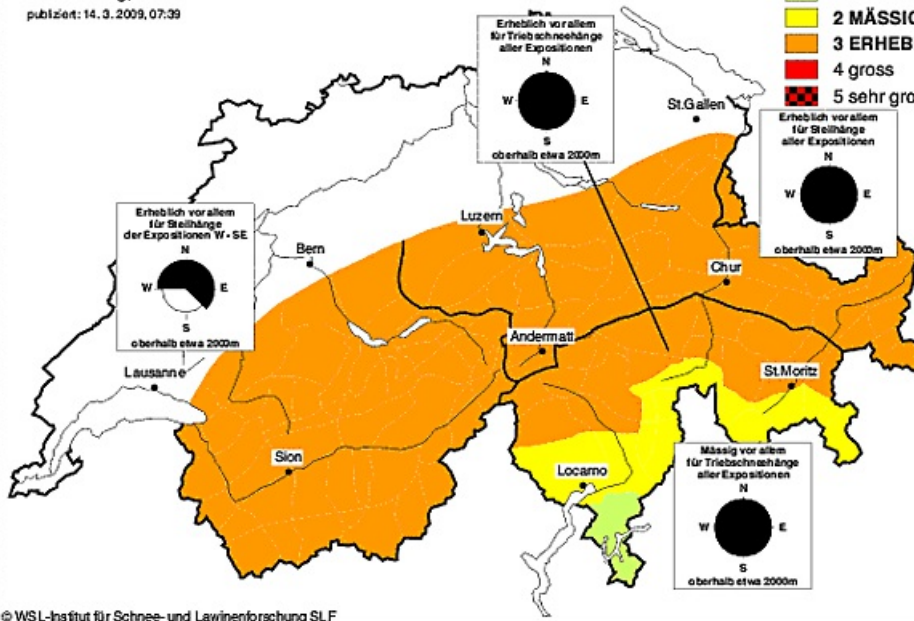 publiziert: 14. 3. 2009, 07:39
2 MÄSSIG
3 ERHEB
4 gross
5 sehr gro
Erheblich vor allem
für Triebschneehänge
aller Expositionen
N
W E
S
oberhalb etwa 2000m
St.Gallen
Erheblich vor allem
für Steilhänge
aller Expositionen
N
W E
S
oberhalb etwa 2000m
Erheblich vor allem
für Steilhänge
der Expositionen W - SE
N
W E
S
oberhalb etwa 2000m
Luzern
Bern
Chur
Andermatt
Lausanne
St.Moritz
Sion
Locarno
Mässig vor allem
für Triebschneehänge
aller Expositionen
N
W E
S
oberhalb etwa 2000m
© WSL-Institut für Schnee- und Lawinenforschung SLF